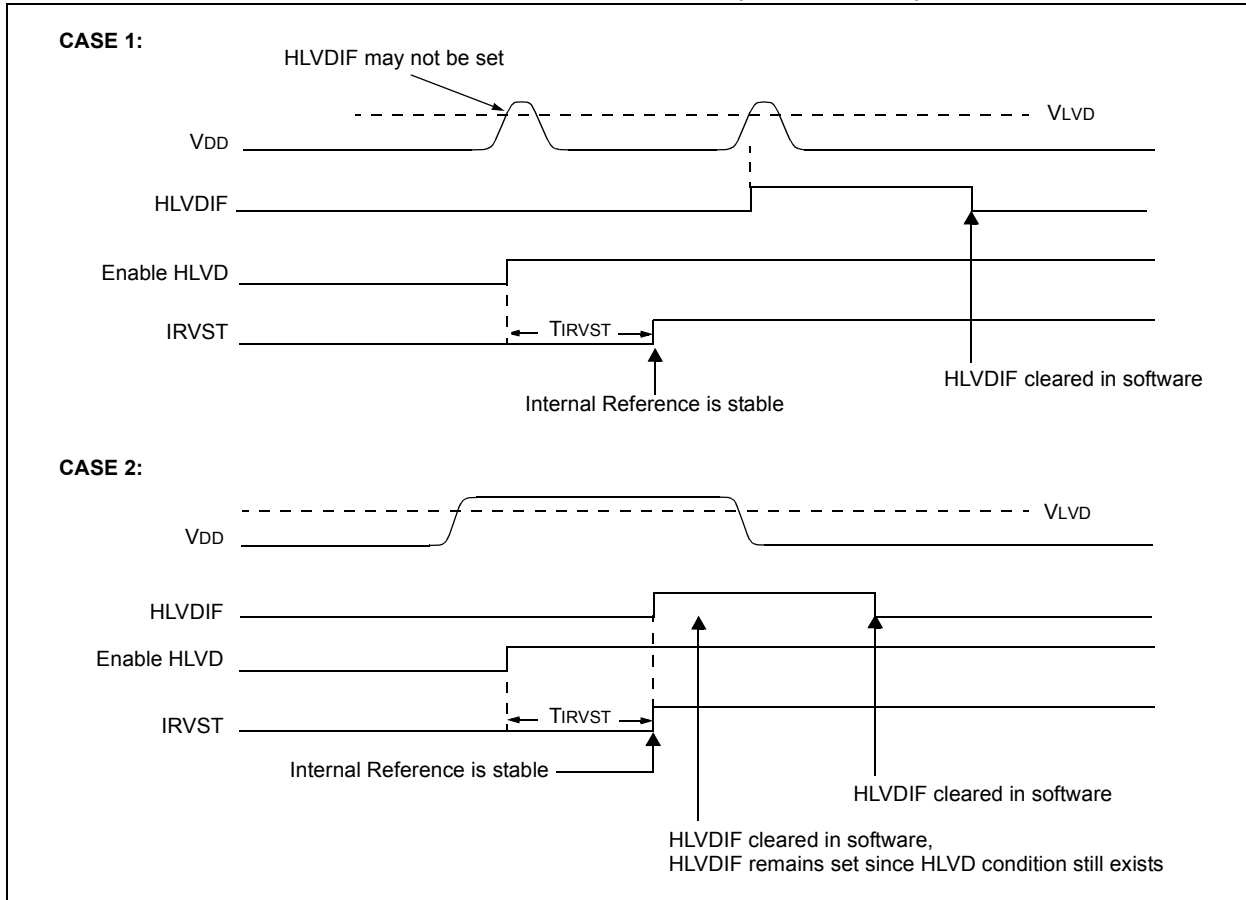 CASE 1:
HLVDIF may not be set
VLVD
VDD
HLVDIF
Enable HLVD
IRVST
TIRVST
HLVDIF cleared in software
Internal Reference is stable
CASE 2:
VLVD
VDD
HLVDIF
Enable HLVD
IRVST
TIRVST
Internal Reference is stable
HLVDIF cleared in software
HLVDIF cleared in software,
HLVDIF remains set since HLVD condition still exists